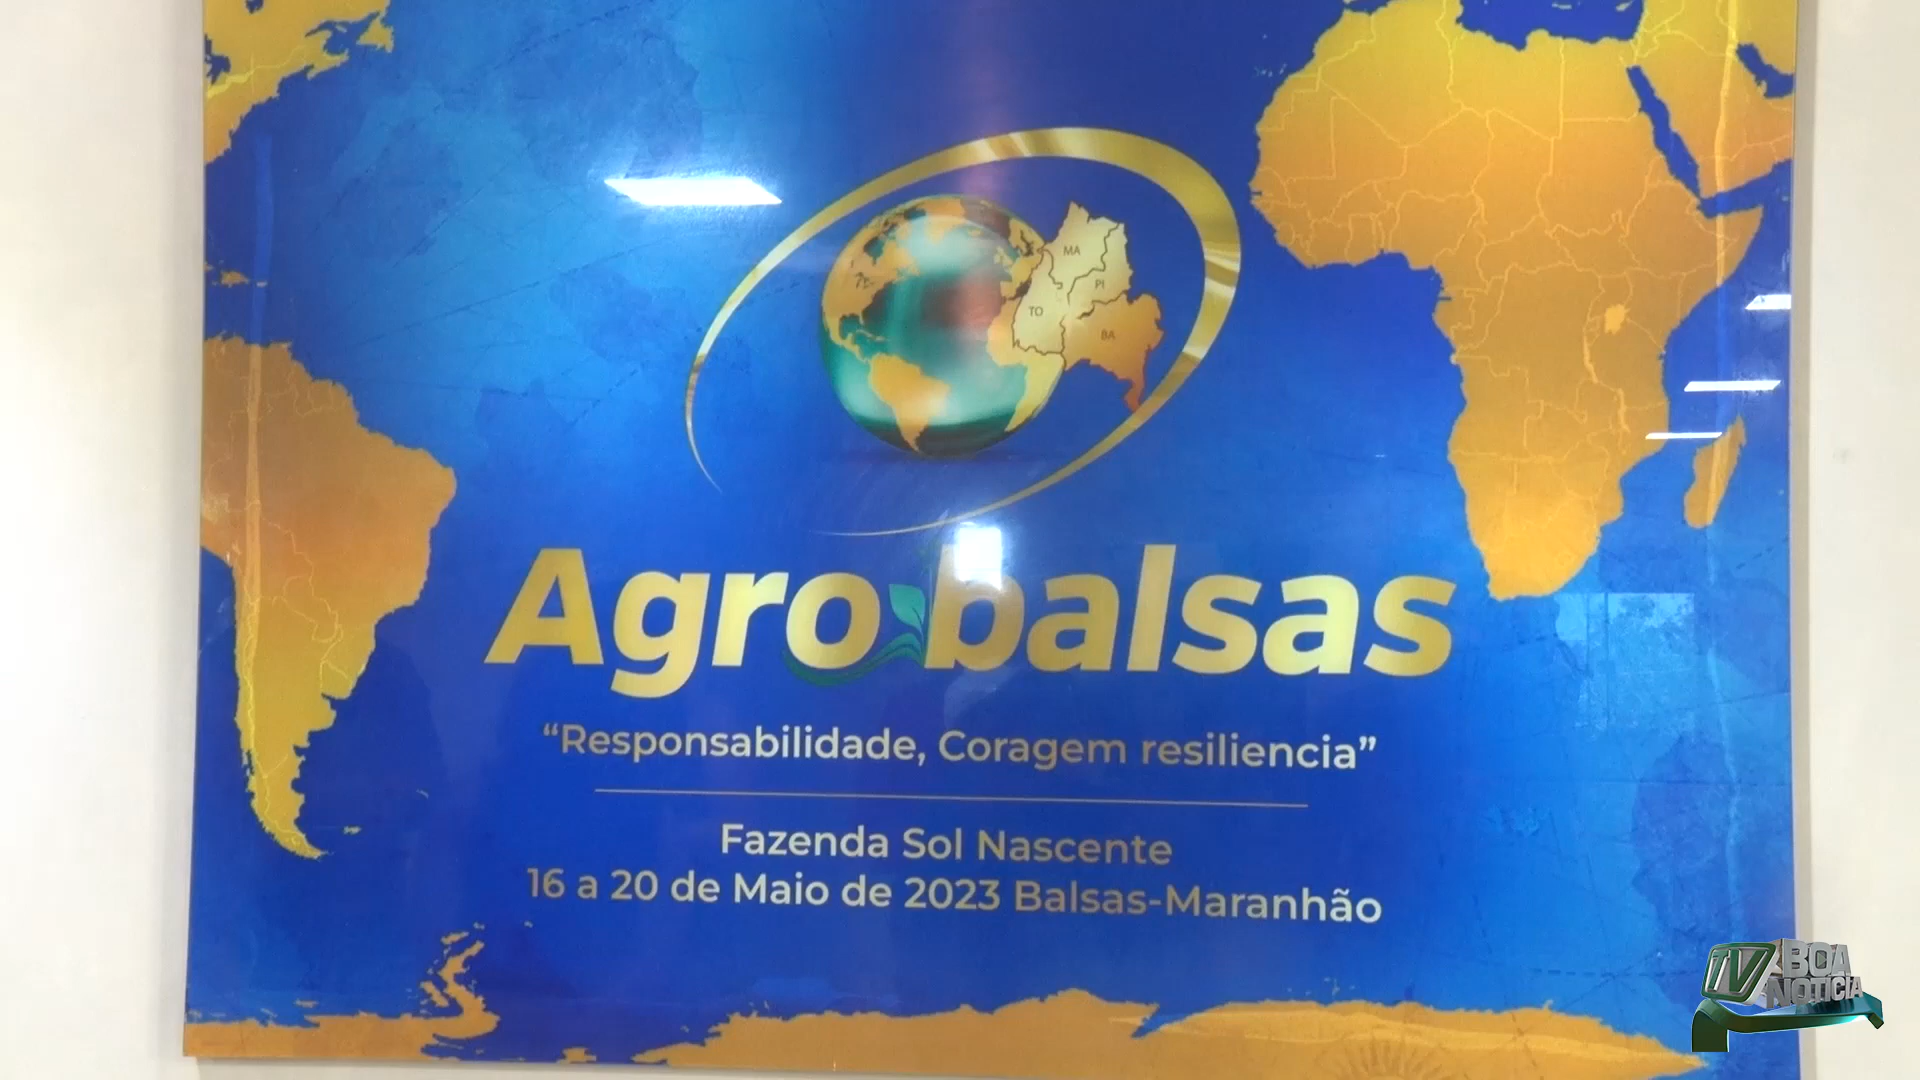 MA
PI
TO
BA
Agrobalsas
“Responsabilidade, Coragem resiliencia”
Fazenda Sol Nascente
16 a 20 de Maio de 2023 Balsas-Maranhão
TV BOA
NOTÍCIA